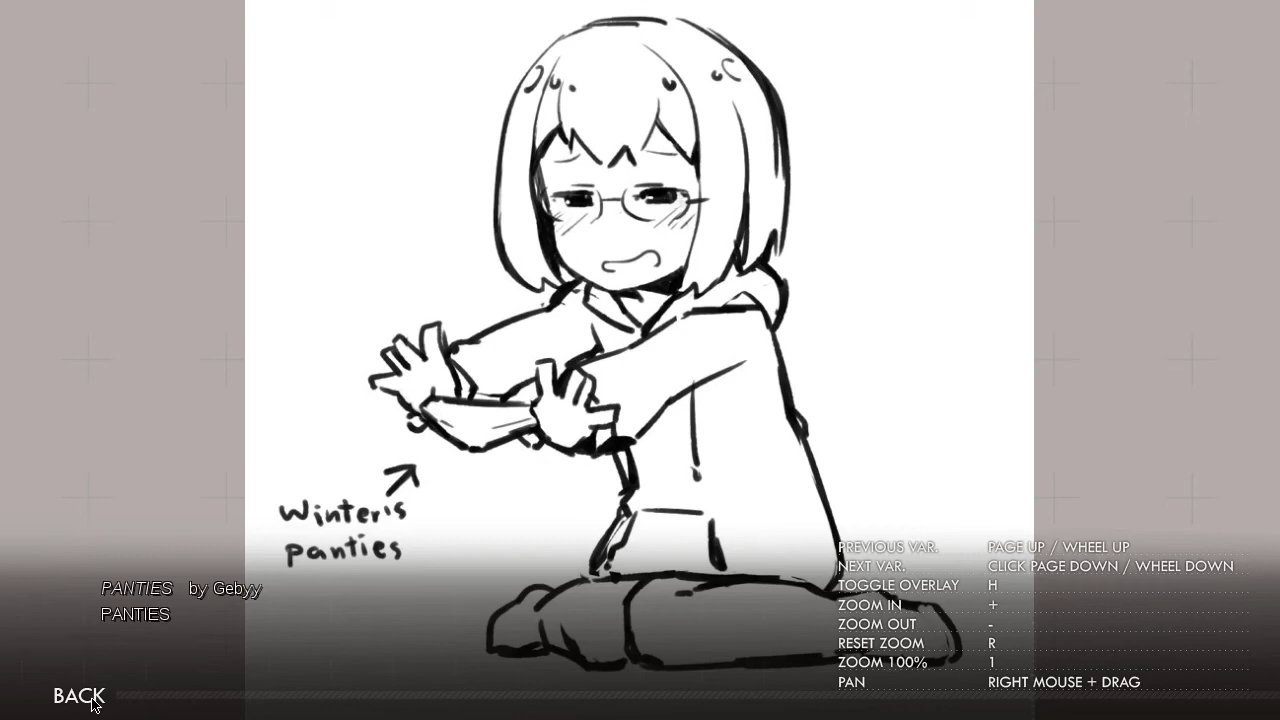 Winter's
panties
PANTIES by Gebyy
PANTIES
PREVIOUS VAR. PAGE UP / WHEEL UP
NEXT VAR. CLICK PAGE DOWN / WHEEL DOWN
TOGGLE OVERLAY H
ZOOM IN +
ZOOM OUT -
RESET ZOOM R
ZOOM 100% 1
PAN RIGHT MOUSE + DRAG
BACK